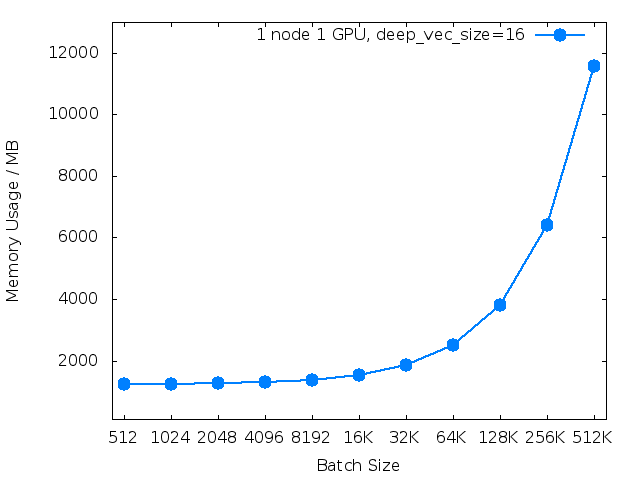 1 node 1 GPU, deep_vec_size=16
12000
10000
8000
6000
4000
2000
Memory Usage / MB
512 1024 2048 4096 8192 16K 32K 64K 128K 256K 512K
Batch Size